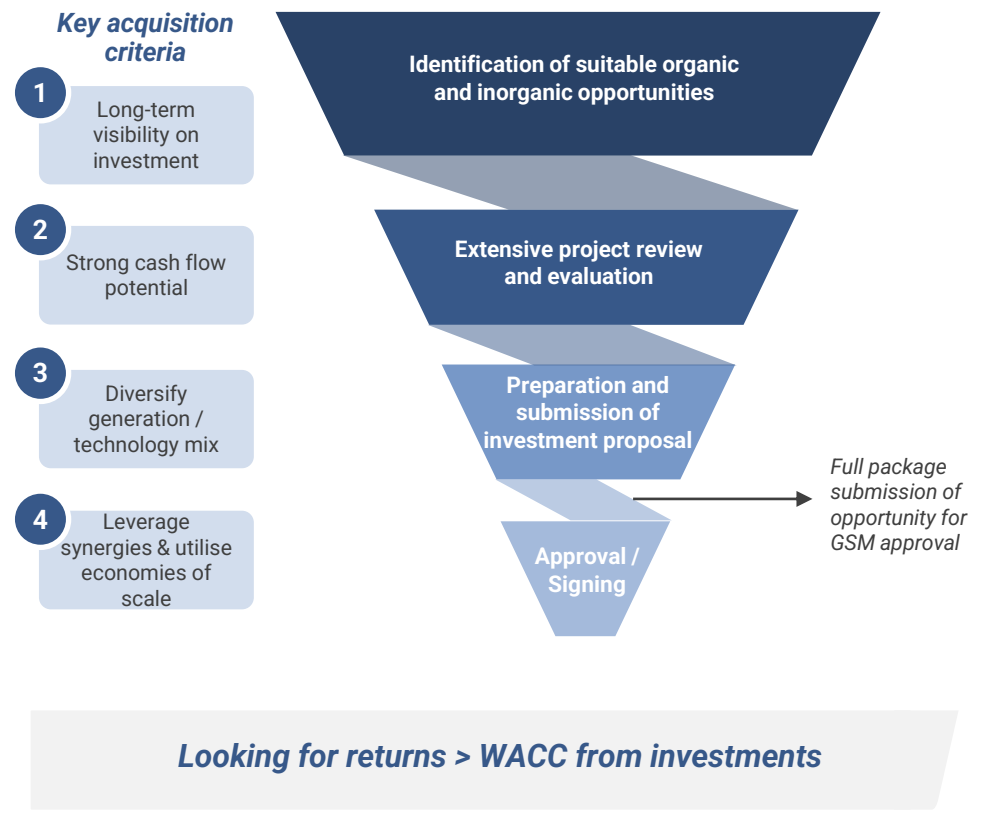 Key acquisition
criteria
1
Long-term
visibility on
investment
2
Strong cash flow
potential
3
Diversify
generation /
technology mix
4
Leverage
synergies & utilise
economies of
scale
Identification of suitable organic
and inorganic opportunities
Extensive project review
and evaluation
Preparation and
submission of
investment proposal
Approval /
Signing
Full package
submission of
opportunity for
GSM approval
Looking for returns > WACC from investments